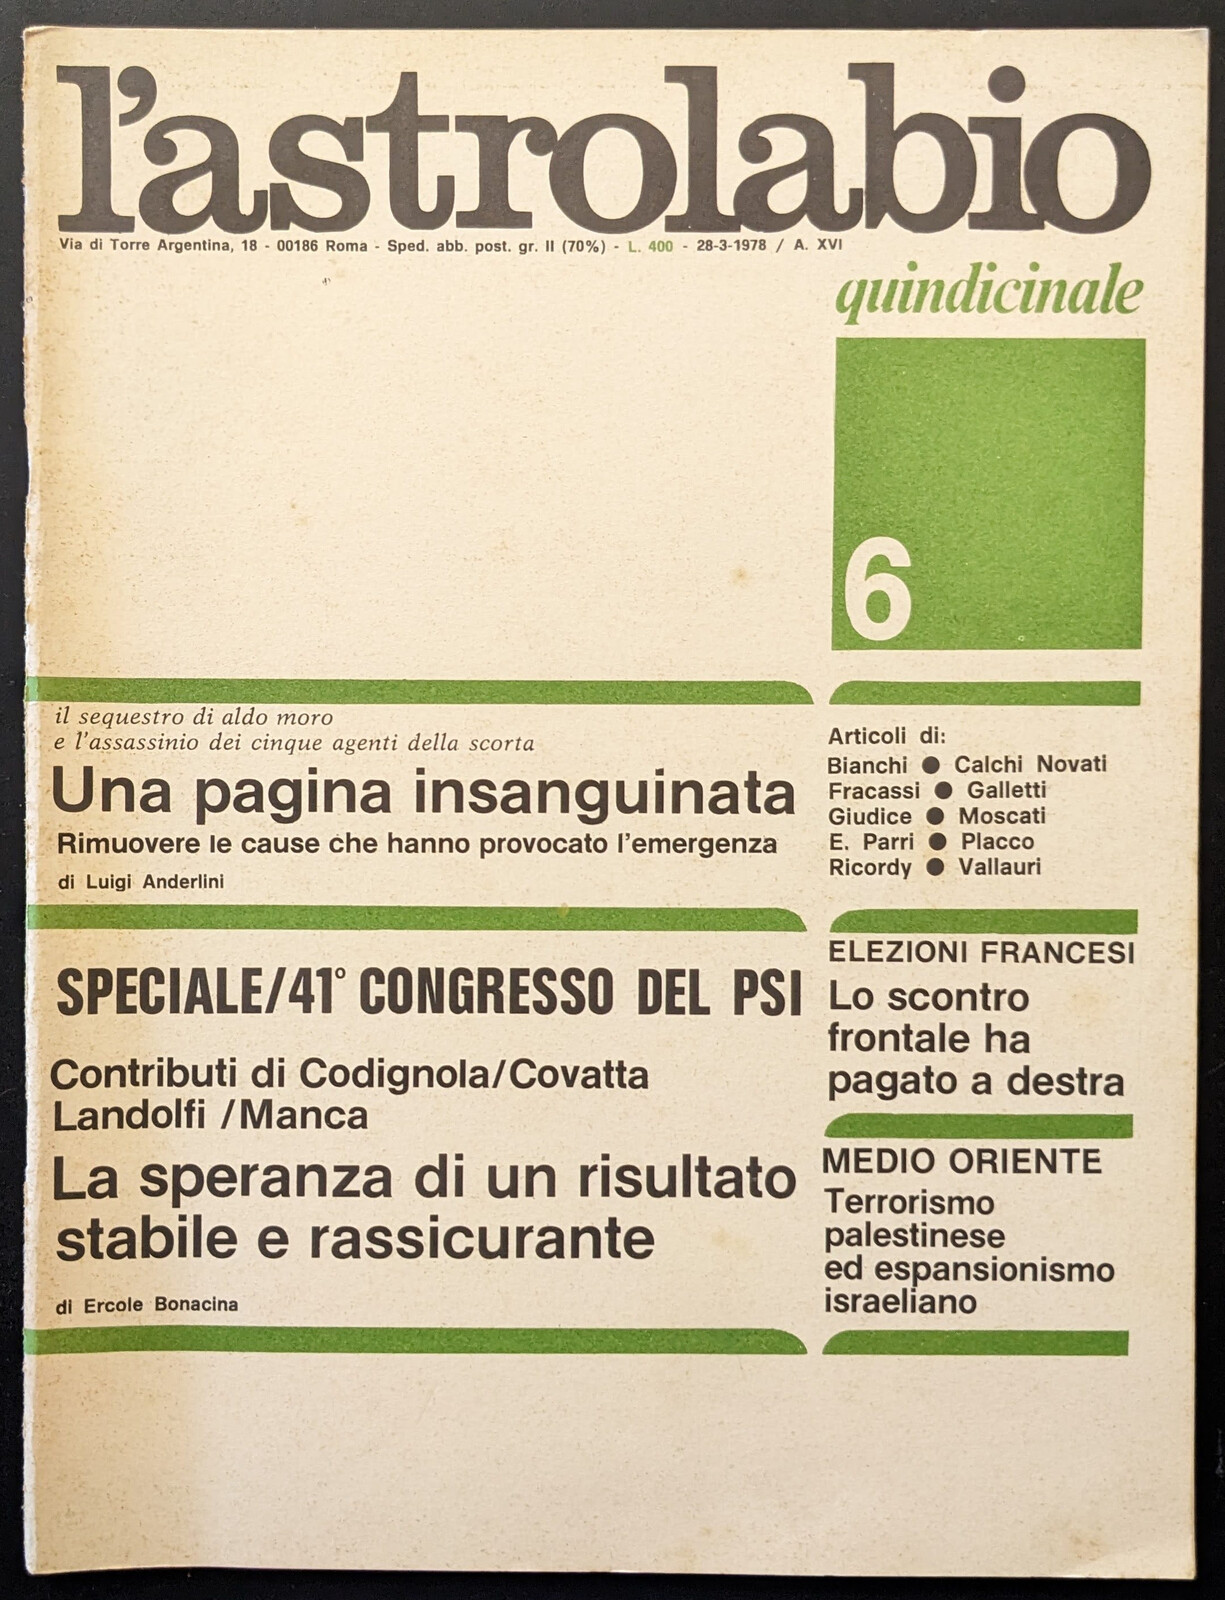 l'astrolabio
Via di Torre Argentina, 18 - 00186 Roma - Sped. abb. post. gr. II (70%) - L. 400 - 28-3-1978 / A. XVI
quindicinale
6
il sequestro di aldo moro
e l'assassinio dei cinque agenti della scorta
Una pagina insanguinata
Rimuovere le cause che hanno provocato l'emergenza
di Luigi Anderlini
Articoli di:
Bianchi ● Calchi Novati
Fracassi ● Galletti
Giudice ● Moscati
E. Parri ● Placco
Ricordy ● Vallauri
SPECIALE/41° CONGRESSO DEL PSI
Contributi di Codignola/Covatta
Landolfi /Manca
La speranza di un risultato
stabile e rassicurante
di Ercole Bonacina
ELEZIONI FRANCESI
Lo scontro
frontale ha
pagato a destra
MEDIO ORIENTE
Terrorismo
palestinese
ed espansionismo
israeliano